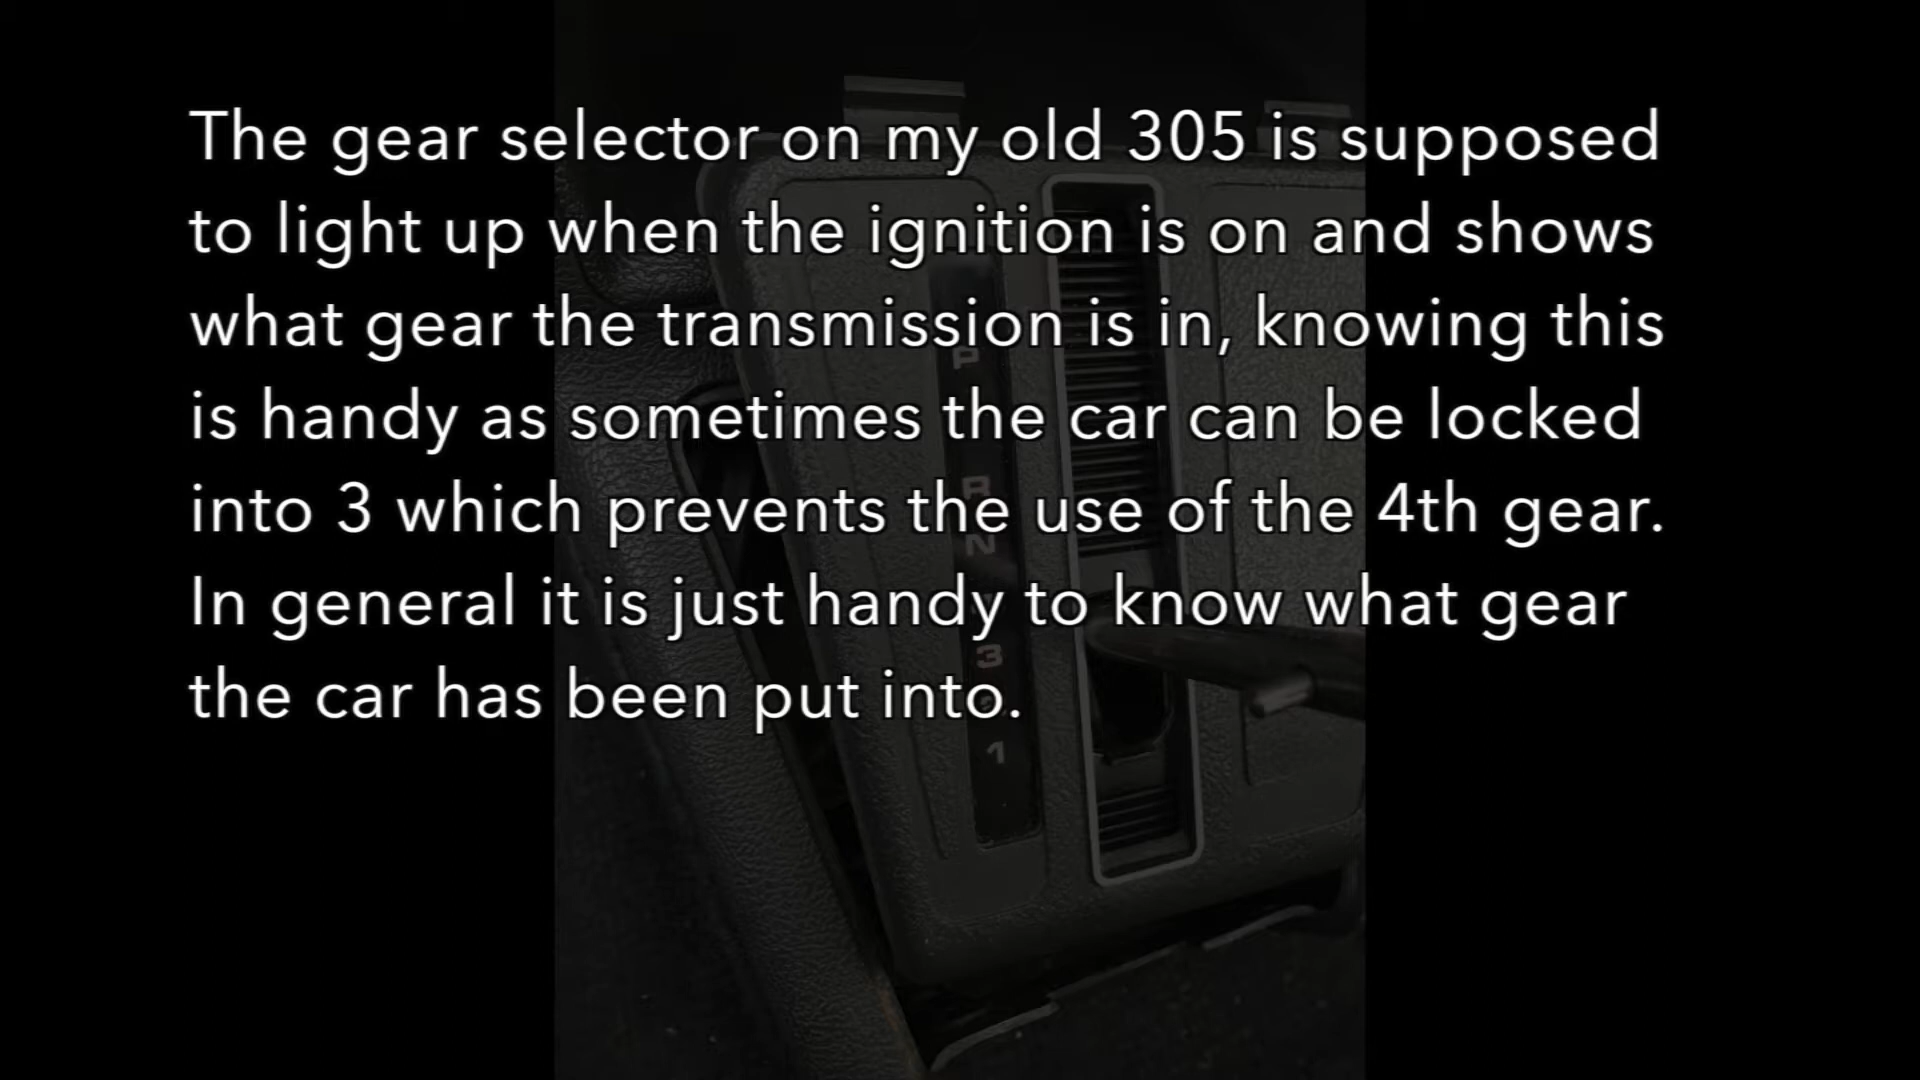 The gear selector on my old 305 is supposed
to light up when the ignition is on and shows
what gear the transmission is in, knowing this
is handy as sometimes the car can be locked
into 3 which prevents the use of the 4th gear.
In general it is just handy to know what gear
the car has been put into.
P
R
N
3
1